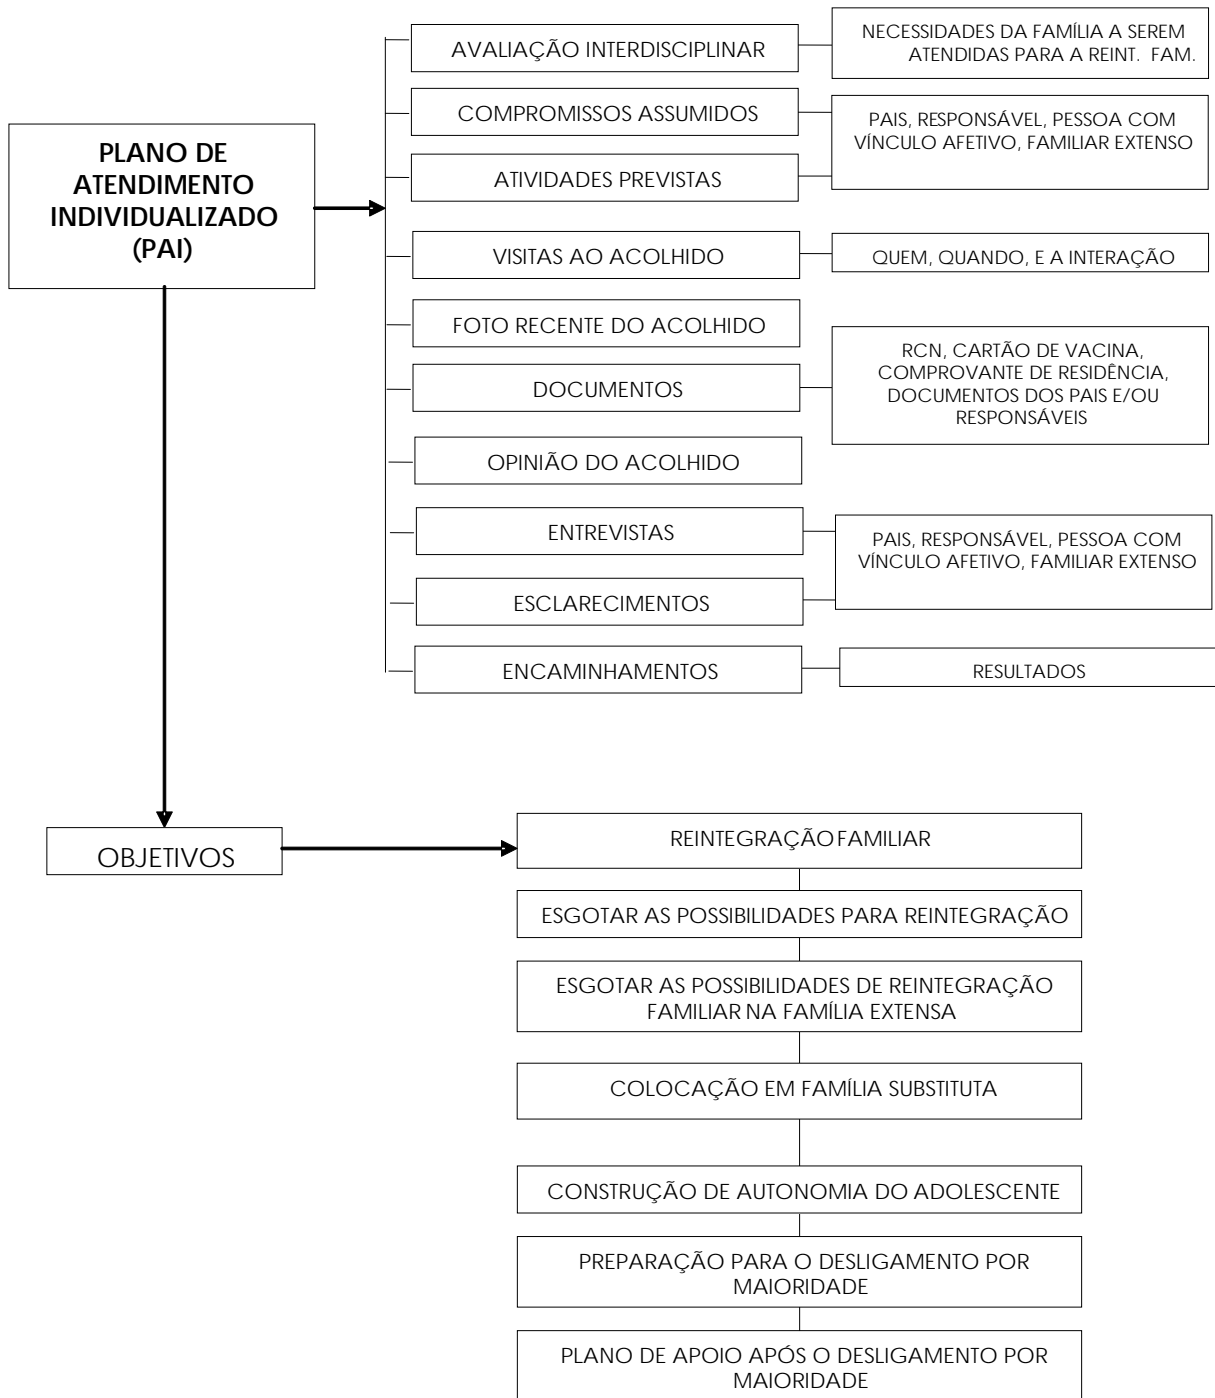 PLANO DE
ATENDIMENTO
INDIVIDUALIZADO
(PAI)
AVALIAÇÃO INTERDISCIPLINAR
NECESSIDADES DA FAMÍLIA A SEREM
ATENDIDAS PARA A REINT. FAM.
COMPROMISSOS ASSUMIDOS
PAIS, RESPONSÁVEL, PESSOA COM
VÍNCULO AFETIVO, FAMILIAR EXTENSO
ATIVIDADES PREVISTAS
VISITAS AO ACOLHIDO
QUEM, QUANDO, E A INTERAÇÃO
FOTO RECENTE DO ACOLHIDO
DOCUMENTOS
RCN, CARTÃO DE VACINA,
COMPROVANTE DE RESIDÊNCIA,
DOCUMENTOS DOS PAIS E/OU
RESPONSÁVEIS
OPINIÃO DO ACOLHIDO
ENTREVISTAS
PAIS, RESPONSÁVEL, PESSOA COM
VÍNCULO AFETIVO, FAMILIAR EXTENSO
ESCLARECIMENTOS
ENCAMINHAMENTOS
RESULTADOS
OBJETIVOS
REINTEGRAÇÃO FAMILIAR
ESGOTAR AS POSSIBILIDADES PARA REINTEGRAÇÃO
ESGOTAR AS POSSIBILIDADES DE REINTEGRAÇÃO
FAMILIAR NA FAMÍLIA EXTENSA
COLOCAÇÃO EM FAMÍLIA SUBSTITUTA
CONSTRUÇÃO DE AUTONOMIA DO ADOLESCENTE
PREPARAÇÃO PARA O DESLIGAMENTO POR
MAIORIDADE
PLANO DE APOIO APÓS O DESLIGAMENTO POR
MAIORIDADE